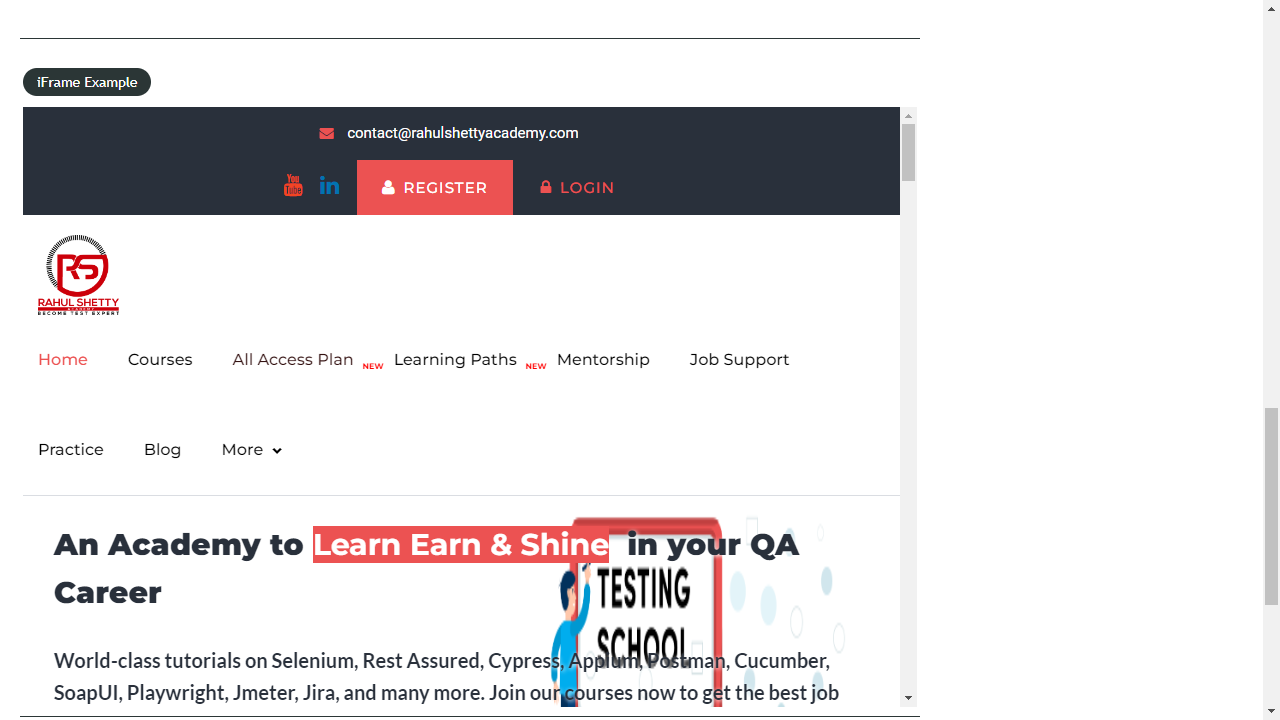 iFrame Example
contact@rahulshettyacademy.com
You
Tube
in
REGISTER
LOGIN
RS
RAHUL SHETTY
ACADEMY
BECOME TEST EXPERT
Home Courses All Access Plan NEW Learning Paths NEW Mentorship Job Support
Practice Blog More
An Academy to Learn Earn & Shine in your QA
Career
TESTING
SCHOOL
World-class tutorials on Selenium, Rest Assured, Cypress, Appium, Postman, Cucumber,
SoapUI, Playwright, Jmeter, Jira, and many more. Join our courses now to get the best job